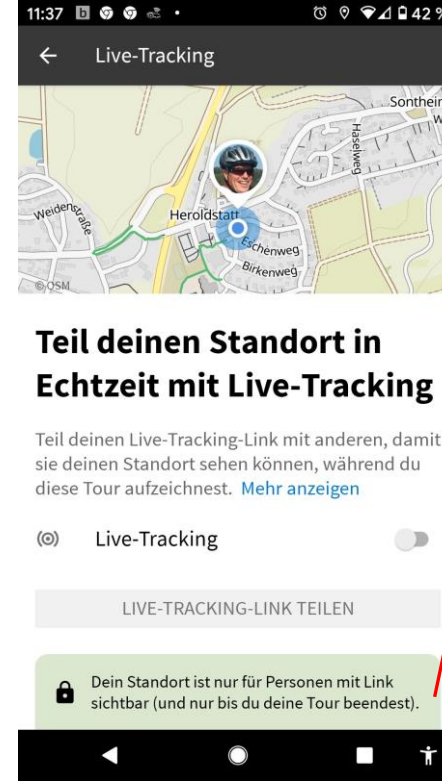 11:37 42 %
Live-Tracking
Sonthein
Haselweg
Weidenstraße
Heroldstatt
Eschenweg
Birkenweg
©OSM
Teil deinen Standort in
Echtzeit mit Live-Tracking
Teil deinen Live-Tracking-Link mit anderen, damit
sie deinen Standort sehen können, während du
diese Tour aufzeichnest. Mehr anzeigen
Live-Tracking
LIVE-TRACKING-LINK TEILEN
Dein Standort ist nur für Personen mit Link
sichtbar (und nur bis du deine Tour beendest).